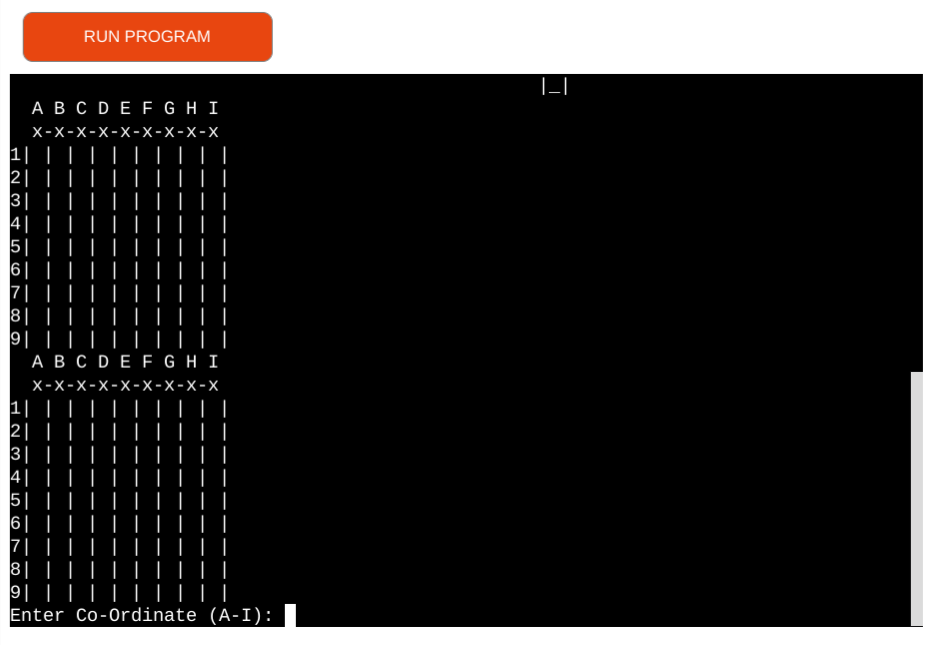 RUN PROGRAM
|_|
  A B C D E F G H I
  x-x-x-x-x-x-x-x-x
1| | | | | | | | | |
2| | | | | | | | | |
3| | | | | | | | | |
4| | | | | | | | | |
5| | | | | | | | | |
6| | | | | | | | | |
7| | | | | | | | | |
8| | | | | | | | | |
9| | | | | | | | | |
  A B C D E F G H I
  x-x-x-x-x-x-x-x-x
1| | | | | | | | | |
2| | | | | | | | | |
3| | | | | | | | | |
4| | | | | | | | | |
5| | | | | | | | | |
6| | | | | | | | | |
7| | | | | | | | | |
8| | | | | | | | | |
9| | | | | | | | | |
Enter Co-Ordinate (A-I):